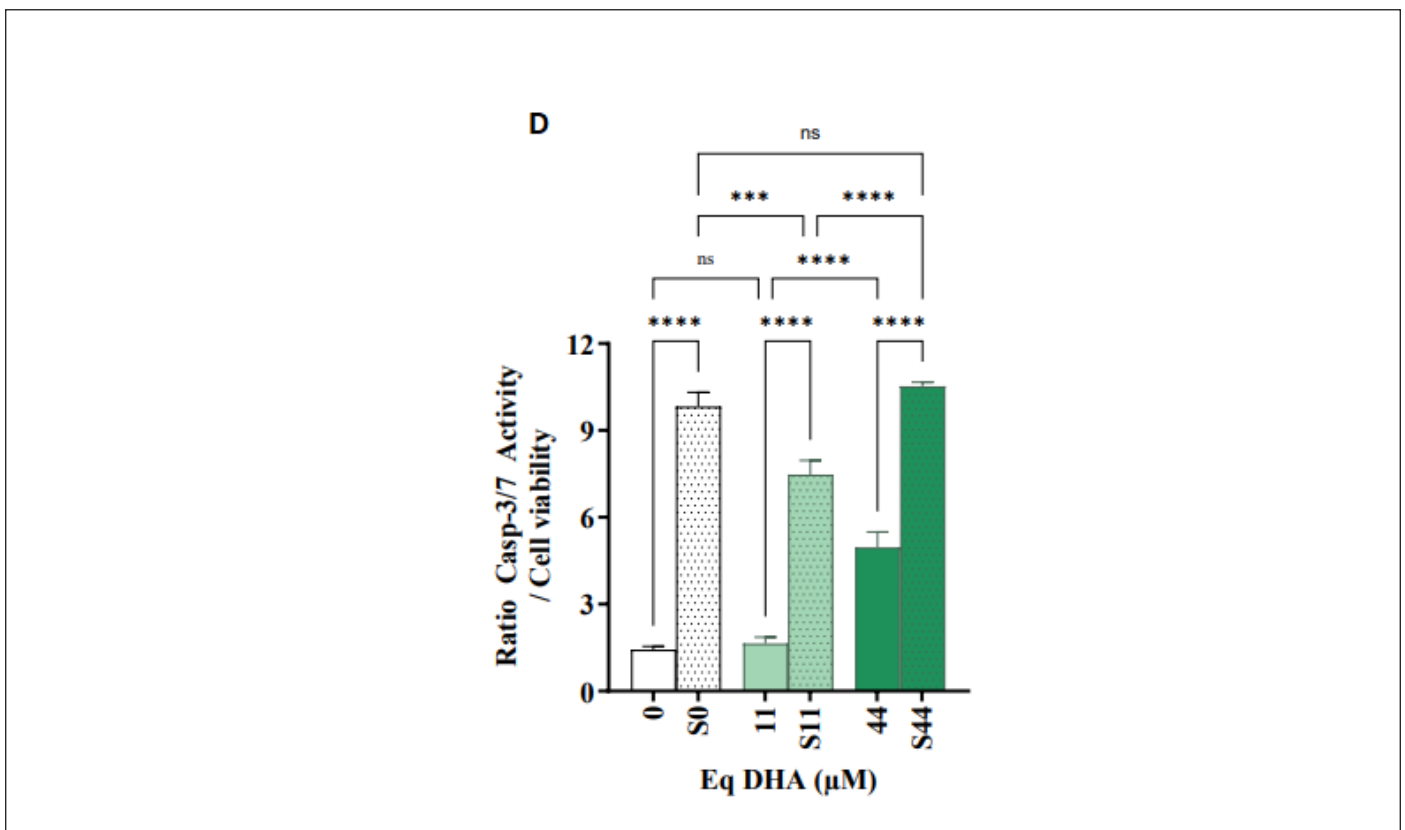 D
ns
*** ****
ns ****
**** **** ****
12
9
6
3
0
Ratio Casp-3/7 Activity
/ Cell viability
0 S0 11 S11 44 S44
Eq DHA (μM)